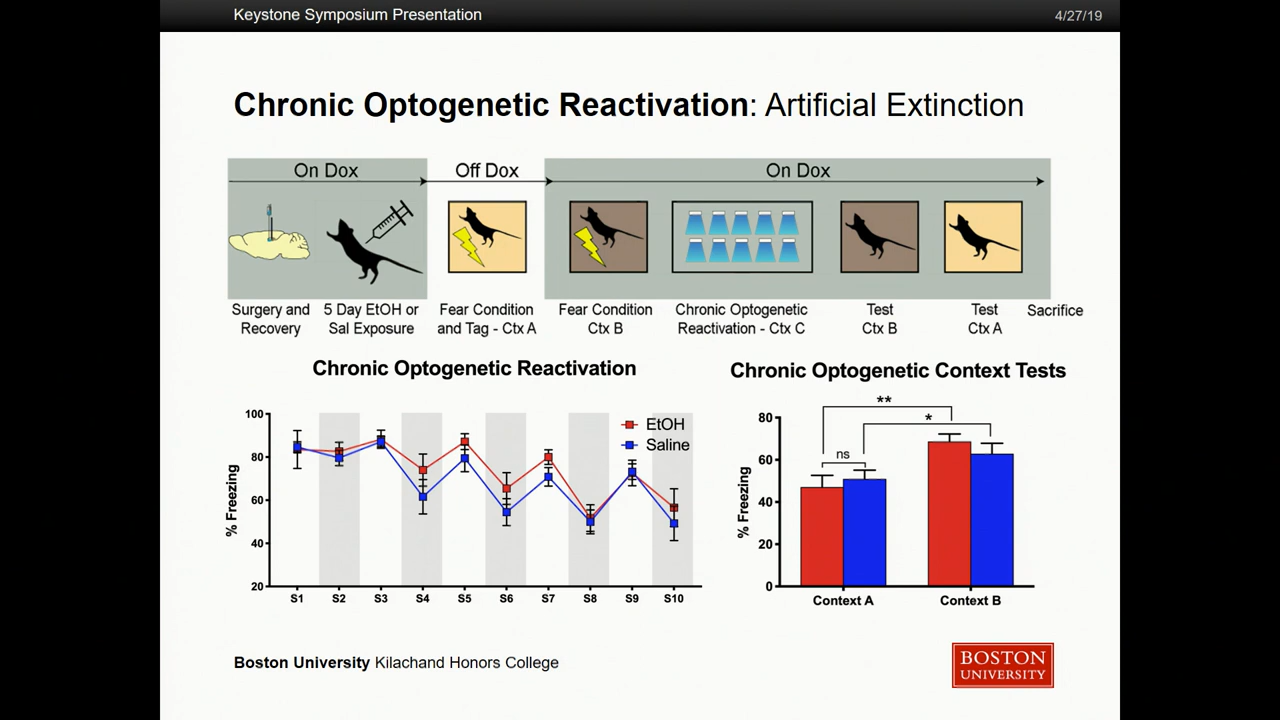 Keystone Symposium Presentation
4/27/19
Chronic Optogenetic Reactivation: Artificial Extinction
On Dox
Off Dox
On Dox
Surgery and
Recovery
5 Day EtOH or
Sal Exposure
Fear Condition
and Tag - Ctx A
Fear Condition
Ctx B
Chronic Optogenetic
Reactivation - Ctx C
Test
Ctx B
Test
Ctx A
Sacrifice
Chronic Optogenetic Reactivation
% Freezing
100
80
60
40
20
EtOH
Saline
S1 S2 S3 S4 S5 S6 S7 S8 S9 S10
Chronic Optogenetic Context Tests
% Freezing
80
60
40
20
0
**
*
ns
Context A
Context B
Boston University Kilachand Honors College
BOSTON
UNIVERSITY